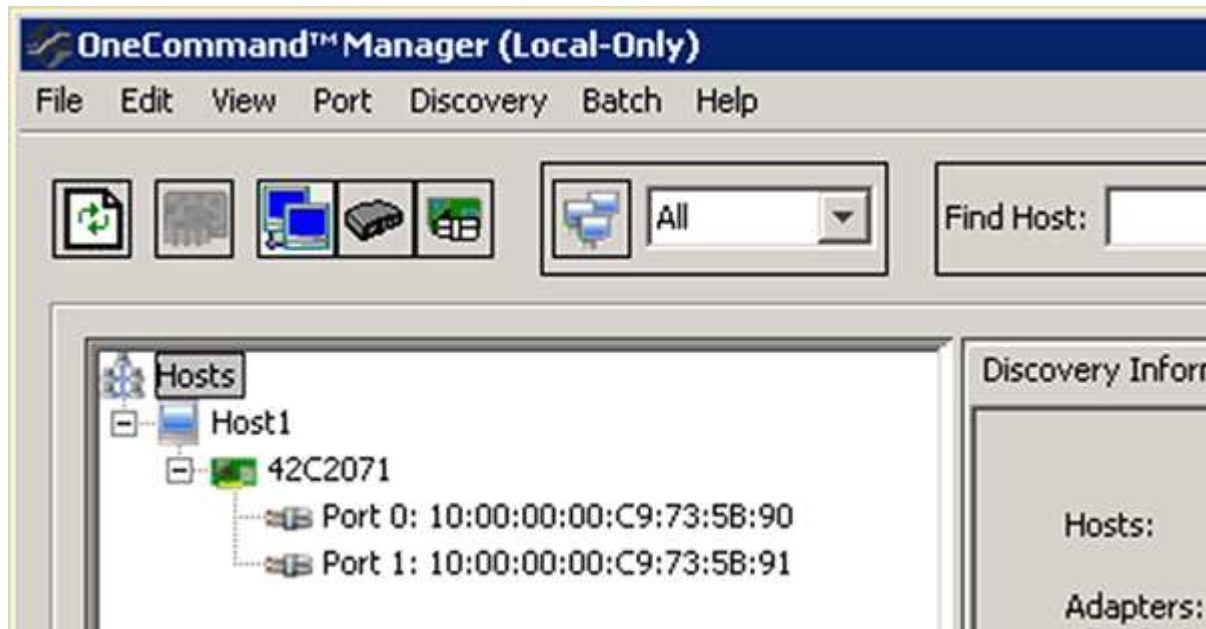 OneCommand™ Manager (Local-Only)
File Edit View Port Discovery Batch Help
All Find Host:
Hosts
Host1
42C2071
Port 0: 10:00:00:00:C9:73:5B:90
Port 1: 10:00:00:00:C9:73:5B:91
Discovery Inform
Hosts:
Adapters: